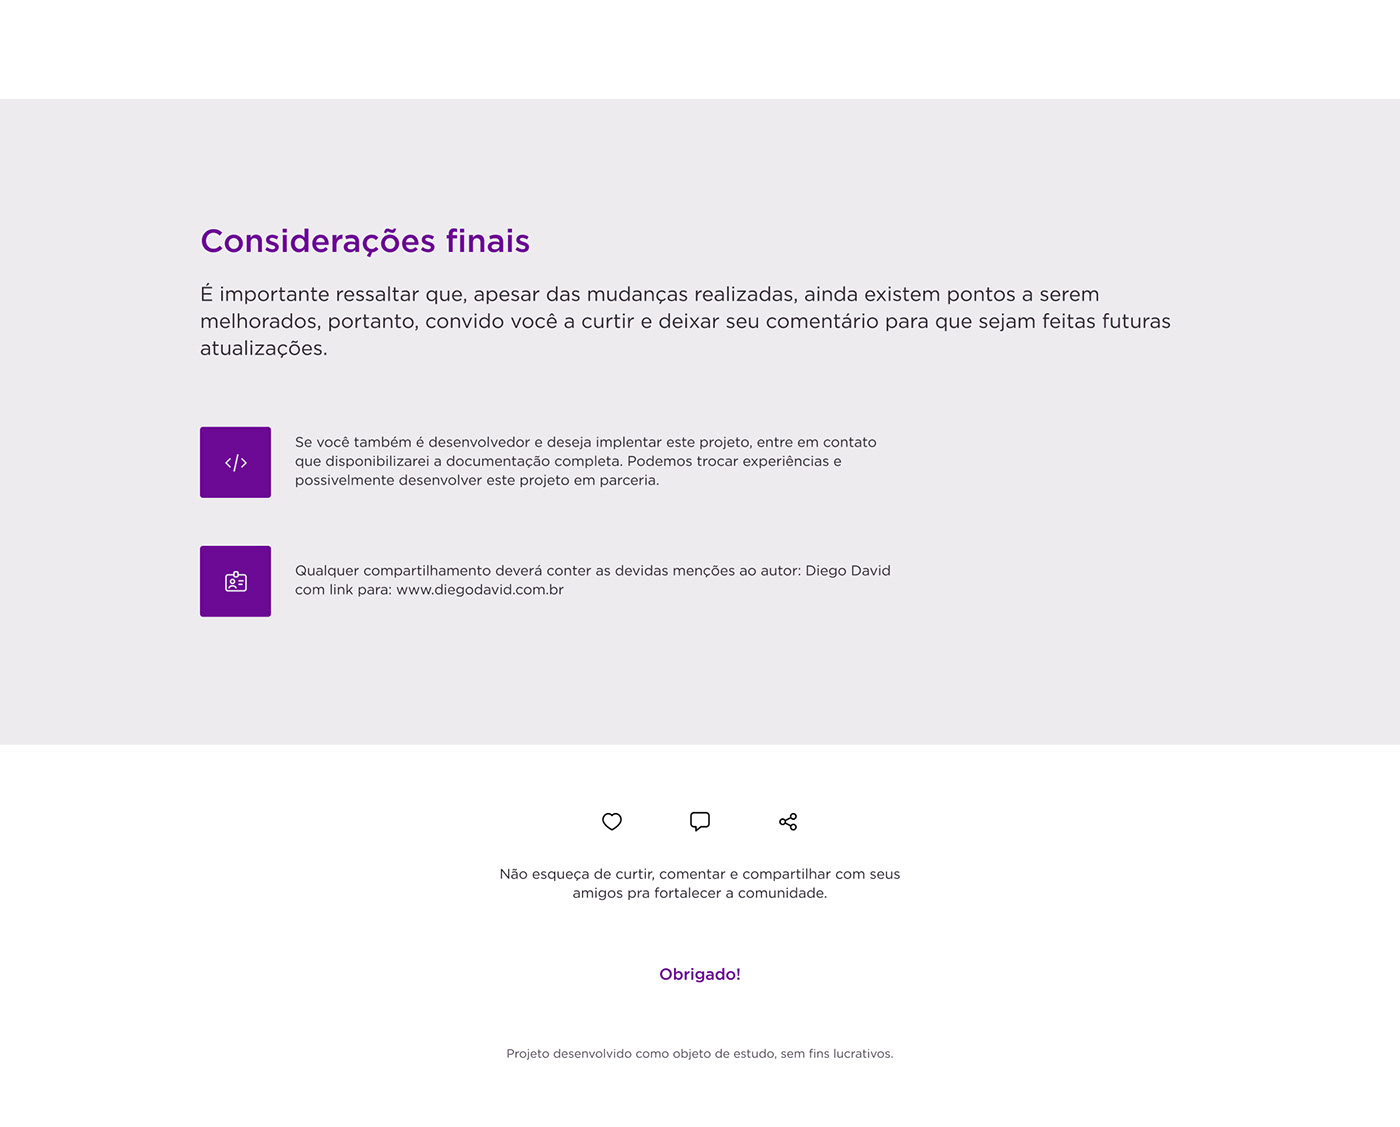 Considerações finais
É importante ressaltar que, apesar das mudanças realizadas, ainda existem pontos a serem
melhorados, portanto, convido você a curtir e deixar seu comentário para que sejam feitas futuras
atualizações.
Se você também é desenvolvedor e deseja implentar este projeto, entre em contato
que disponibilizarei a documentação completa. Podemos trocar experiências e
possivelmente desenvolver este projeto em parceria.
Qualquer compartilhamento deverá conter as devidas menções ao autor: Diego David
com link para: www.diegodavid.com.br
Não esqueça de curtir, comentar e compartilhar com seus
amigos pra fortalecer a comunidade.
Obrigado!
Projeto desenvolvido como objeto de estudo, sem fins lucrativos.